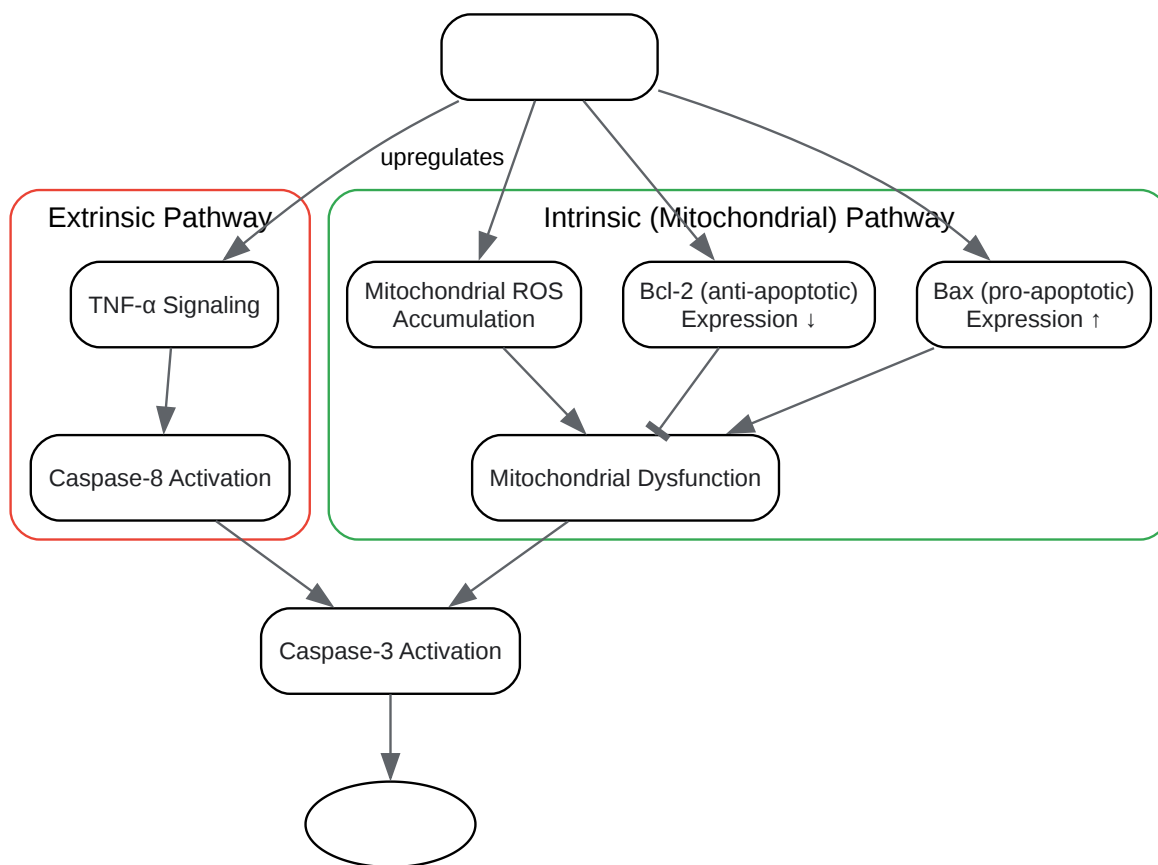 upregulates
Extrinsic Pathway
Intrinsic (Mitochondrial) Pathway
TNF-α Signaling
Mitochondrial ROS
Accumulation
Bcl-2 (anti-apoptotic)
Expression ↓
Bax (pro-apoptotic)
Expression ↑
Caspase-8 Activation
Mitochondrial Dysfunction
Caspase-3 Activation